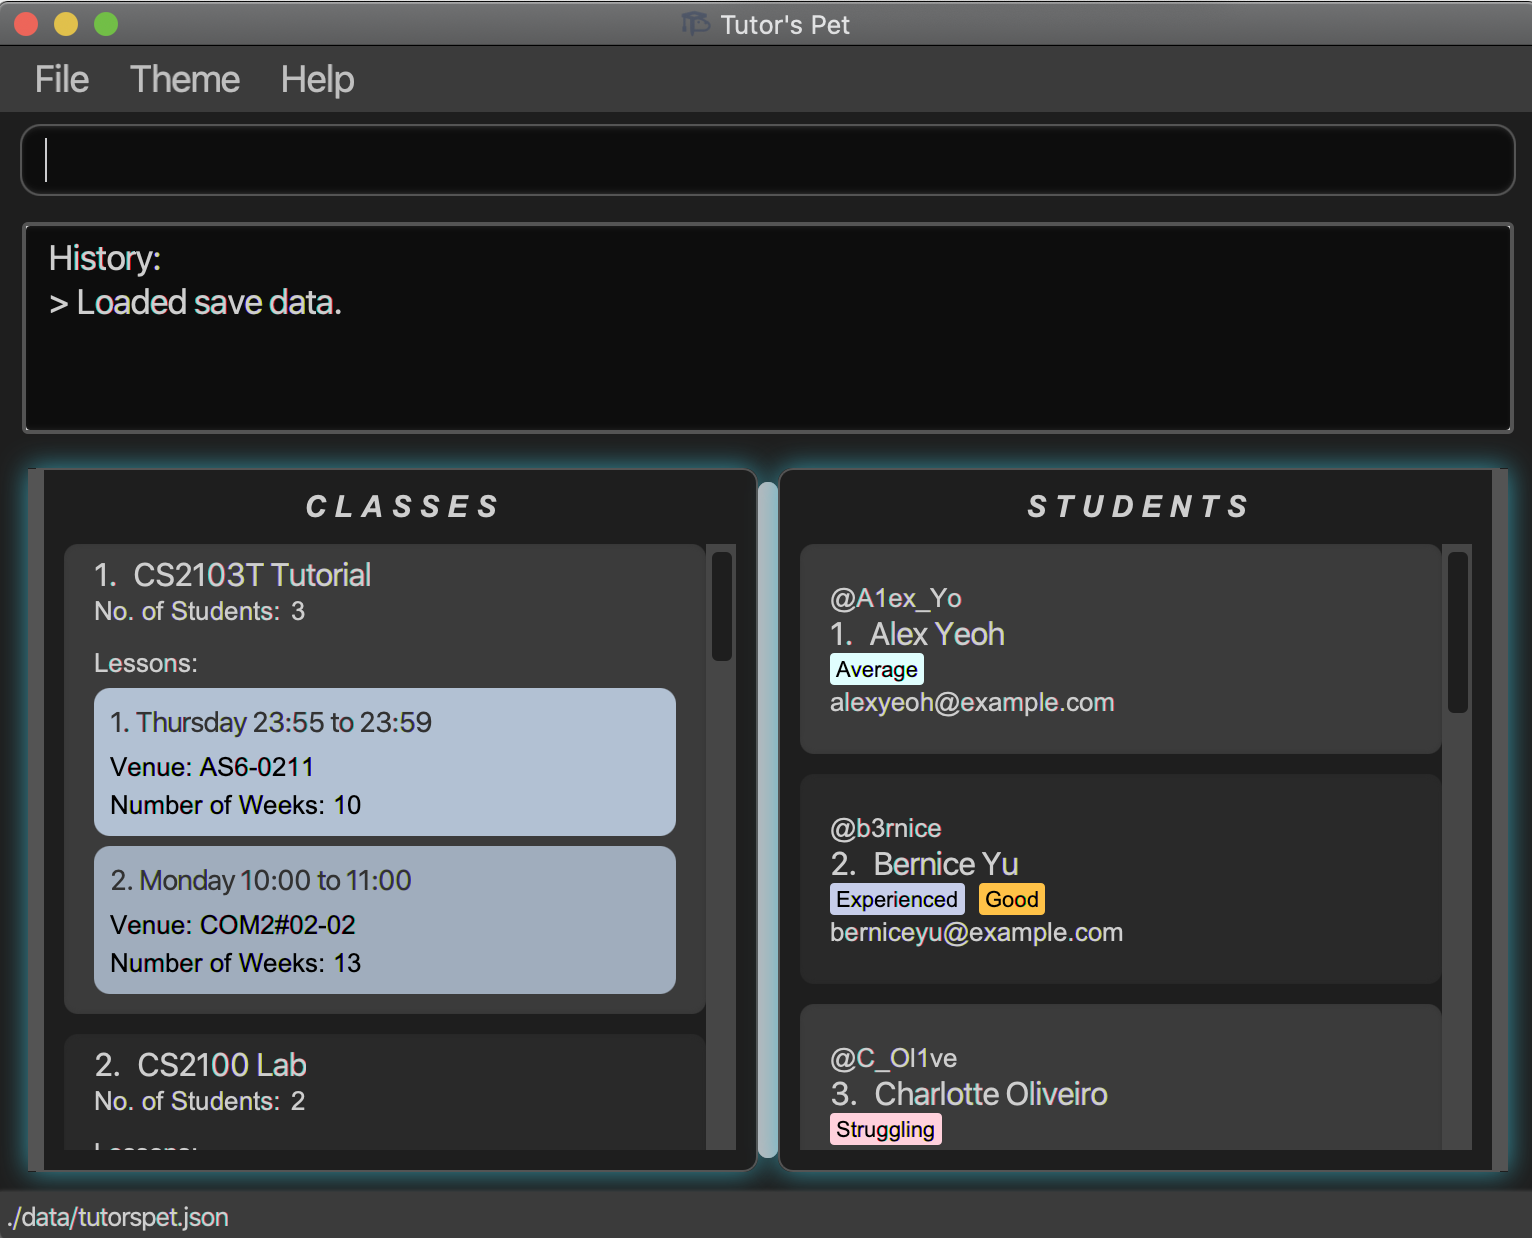 Tutor's Pet
File Theme Help
History:
> Loaded save data.
CLASSES
1. CS2103T Tutorial
No. of Students: 3
Lessons:
1. Thursday 23:55 to 23:59
Venue: AS6-0211
Number of Weeks: 10
2. Monday 10:00 to 11:00
Venue: COM2#02-02
Number of Weeks: 13
2. CS2100 Lab
No. of Students: 2
STUDENTS
@A1ex_Yo
1. Alex Yeoh
Average
alexyeoh@example.com
@b3rnice
2. Bernice Yu
Experienced Good
berniceyu@example.com
@C_Ol1ve
3. Charlotte Oliveiro
Struggling
./data/tutorspet.json